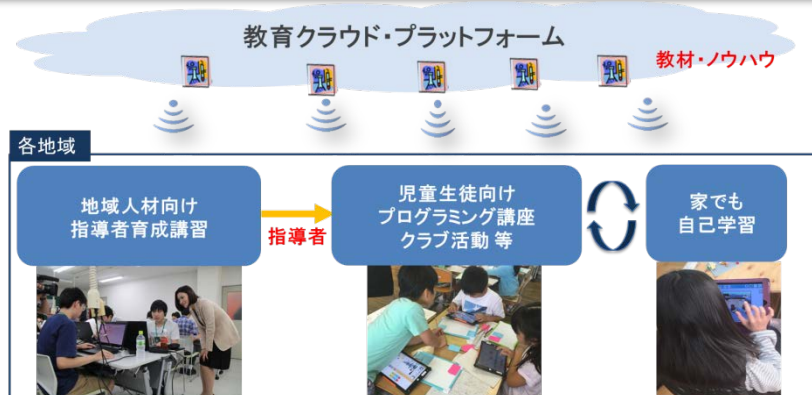 教育クラウド・プラットフォーム
教材・ノウハウ
各地域
地域人材向け
指導者育成講習
指導者
児童生徒向け
プログラミング講座
クラブ活動 等
家でも
自己学習